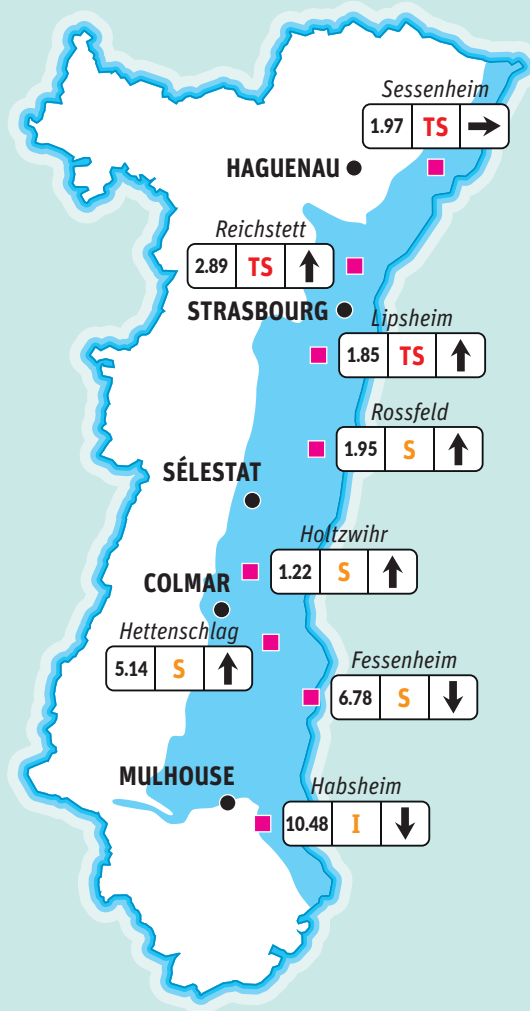 Sessenheim
1.97 TS →
HAGUENAU
Reichstett
2.89 TS ↑
STRASBOURG
Lipsheim
1.85 TS ↑
Rossfeld
1.95 S ↑
SÉLESTAT
Holtzwihr
1.22 S ↑
COLMAR
Hettenschlag
5.14 S ↑
Fessenheim
6.78 S ↓
MULHOUSE
Habsheim
10.48 I ↓